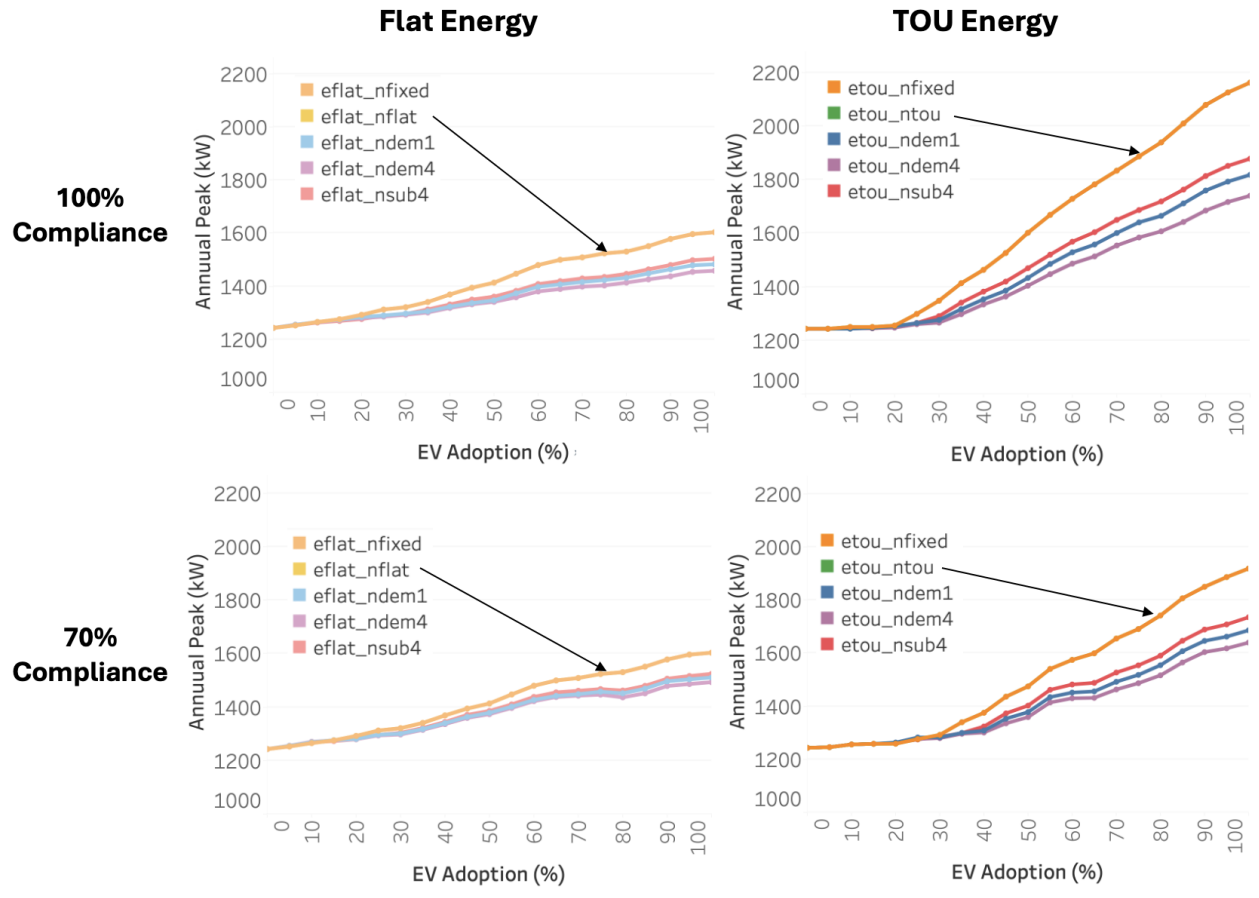 Flat Energy
TOU Energy
100%
Compliance
Annuual Peak (kW)
2200
2000
1800
1600
1400
1200
1000
eflat_nfixed
eflat_nflat
eflat_ndem1
eflat_ndem4
eflat_nsub4
0 10 20 30 40 50 60 70 80 90 100
EV Adoption (%)
Annuual Peak (kW)
2200
2000
1800
1600
1400
1200
1000
etou_nfixed
etou_ntou
etou_ndem1
etou_ndem4
etou_nsub4
0 10 20 30 40 50 60 70 80 90 100
EV Adoption (%)
70%
Compliance
Annuual Peak (kW)
2200
2000
1800
1600
1400
1200
1000
eflat_nfixed
eflat_nflat
eflat_ndem1
eflat_ndem4
eflat_nsub4
0 10 20 30 40 50 60 70 80 90 100
EV Adoption (%)
Annuual Peak (kW)
2200
2000
1800
1600
1400
1200
1000
etou_nfixed
etou_ntou
etou_ndem1
etou_ndem4
etou_nsub4
0 10 20 30 40 50 60 70 80 90 100
EV Adoption (%)